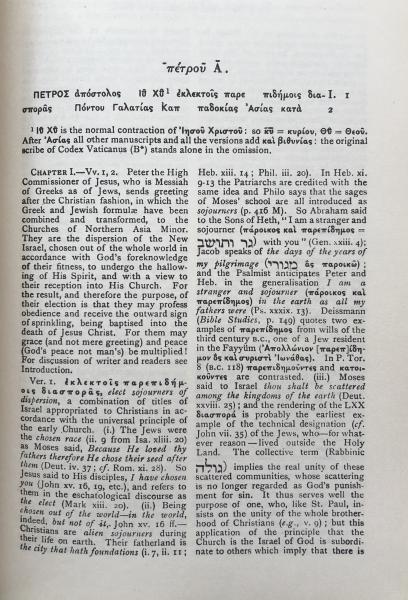 ΠΕΤΡΟΥ Ᾱ.
ΠΕΤΡΟΣ ἀπόστολος ΙΥ̅ ΧΥ̅¹ ἐκλεκτοῖς παρε πιδήμοις δια- I. 1
σπορᾶς Πόντου Γαλατίας Καπ παδοκίας Ἀσίας κατὰ 2
¹ ΙΥ̅ ΧΥ̅ is the normal contraction of Ἰησοῦ Χριστοῦ: so κυ̅ = κυρίου, ΘΥ̅ = Θεοῦ.
After Ἀσίας all other manuscripts and all the versions add καὶ βιθυνίας: the original
scribe of Codex Vaticanus (B*) stands alone in the omission.
CHAPTER I.—Vv. 1, 2. Peter the High
Commissioner of Jesus, who is Messiah
of Greeks as of Jews, sends greeting
after the Christian fashion, in which the
Greek and Jewish formulæ have been
combined and transformed, to the
Churches of Northern Asia Minor.
They are the dispersion of the New
Israel, chosen out of the whole world in
accordance with God's foreknowledge
of their fitness, to undergo the hallow-
ing of His Spirit, and with a view to
their reception into His Church. For
the result, and therefore the purpose, of
their election is that they may profess
obedience and receive the outward sign
of sprinkling, being baptised into the
death of Jesus Christ. For them may
grace (and not mere greeting) and peace
(God's peace not man's) be multiplied!
For discussion of writer and readers see
Introduction.
Ver. 1. ἐκλεκτοῖς παρεπιδήμ-
οις διασπορᾶς, elect sojourners of
dispersion, a combination of titles of
Israel appropriated to Christians in ac-
cordance with the universal principle of
the early Church. (i.) The Jews were
the chosen race (ii. 9 from Isa. xliii. 20)
as Moses said, Because He loved thy
fathers therefore He chose their seed after
them (Deut. iv. 37; cf. Rom. xi. 28). So
Jesus said to His disciples, I have chosen
you (John xv. 16, 19, etc.), and refers to
them in the eschatological discourse as
the elect (Mark xiii. 20). (ii.) Being
chosen out of the world—in the world,
indeed, but not of it, John xv. 16 ff.—
Christians are alien sojourners during
their life on earth. Their fatherland is
the city that hath foundations (i. 7, ii. 11;
Heb. xiii. 14; Phil. iii. 20). In Heb. xi.
9-13 the Patriarchs are credited with the
same idea and Philo says that the sages
of Moses' school are all introduced as
sojourners (p. 416 M). So Abraham said
to the Sons of Heth, "I am a stranger and
sojourner (πάροικος καὶ παρεπίδημος =
גר ותושב) with you" (Gen. xxiii. 4);
Jacob speaks of the days of the years of
my pilgrimage (מגורי: ἃς παροικῶ);
and the Psalmist anticipates Peter and
Heb. in the generalisation I am a
stranger and sojourner (πάροικος καὶ
παρεπίδημος) in the earth as all my
fathers were (Ps. xxxix. 13). Deissmann
(Bible Studies, p. 149) quotes two ex-
amples of παρεπίδημος from wills of the
third century B.C., one of a Jew resident
in the Fayyûm (Ἀπολλώνιον [παρεπ]ίδη-
μον ὃς καὶ συριστὶ Ἰωνάθας). In P. Tor.
8 (B.C. 118) παρεπιδημοῦντες and κατοι-
κοῦντες are contrasted. (iii.) Moses
said to Israel thou shalt be scattered
among the kingdoms of the earth (Deut.
xxviii. 25); and the rendering of the LXX
διασπορά is probably the earliest ex-
ample of the technical designation (cf.
John vii. 35) of the Jews, who—for what-
ever reason—lived outside the Holy
Land. The collective term (Rabbinic
גולה) implies the real unity of these
scattered communities, whose scattering
is no longer regarded as God's punish-
ment for sin. It thus serves well the
purpose of one, who, like St. Paul, in-
sists on the unity of the whole brother-
hood of Christians (e.g., v. 9); but this
application of the principle that the
Church is the Israel of God is subordi-
nate to others which imply that there is